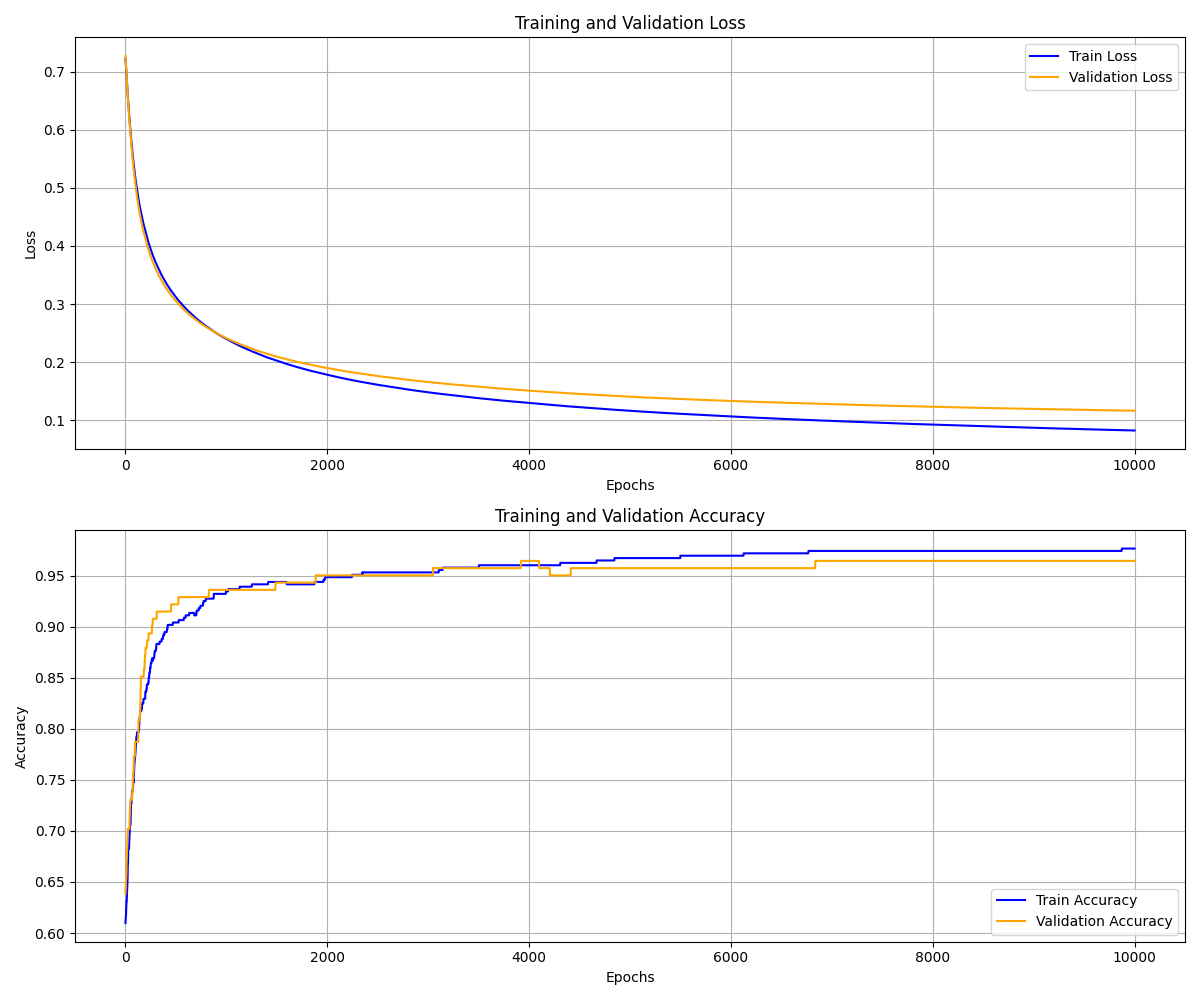 Training and Validation Loss
Train Loss
Validation Loss
0.7
0.6
0.5
0.4
0.3
0.2
0.1
Loss
0 2000 4000 6000 8000 10000
Epochs
Training and Validation Accuracy
0.95
0.90
0.85
0.80
0.75
0.70
0.65
0.60
Accuracy
Train Accuracy
Validation Accuracy
0 2000 4000 6000 8000 10000
Epochs